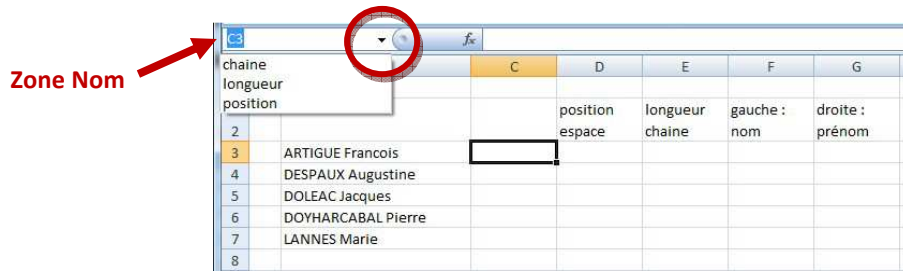 Zone Nom
C3
fx
chaine
longueur
position
C D E F G
position longueur gauche : droite :
2 espace chaine nom prénom
3 ARTIGUE Francois
4 DESPAUX Augustine
5 DOLEAC Jacques
6 DOYHARCABAL Pierre
7 LANNES Marie
8